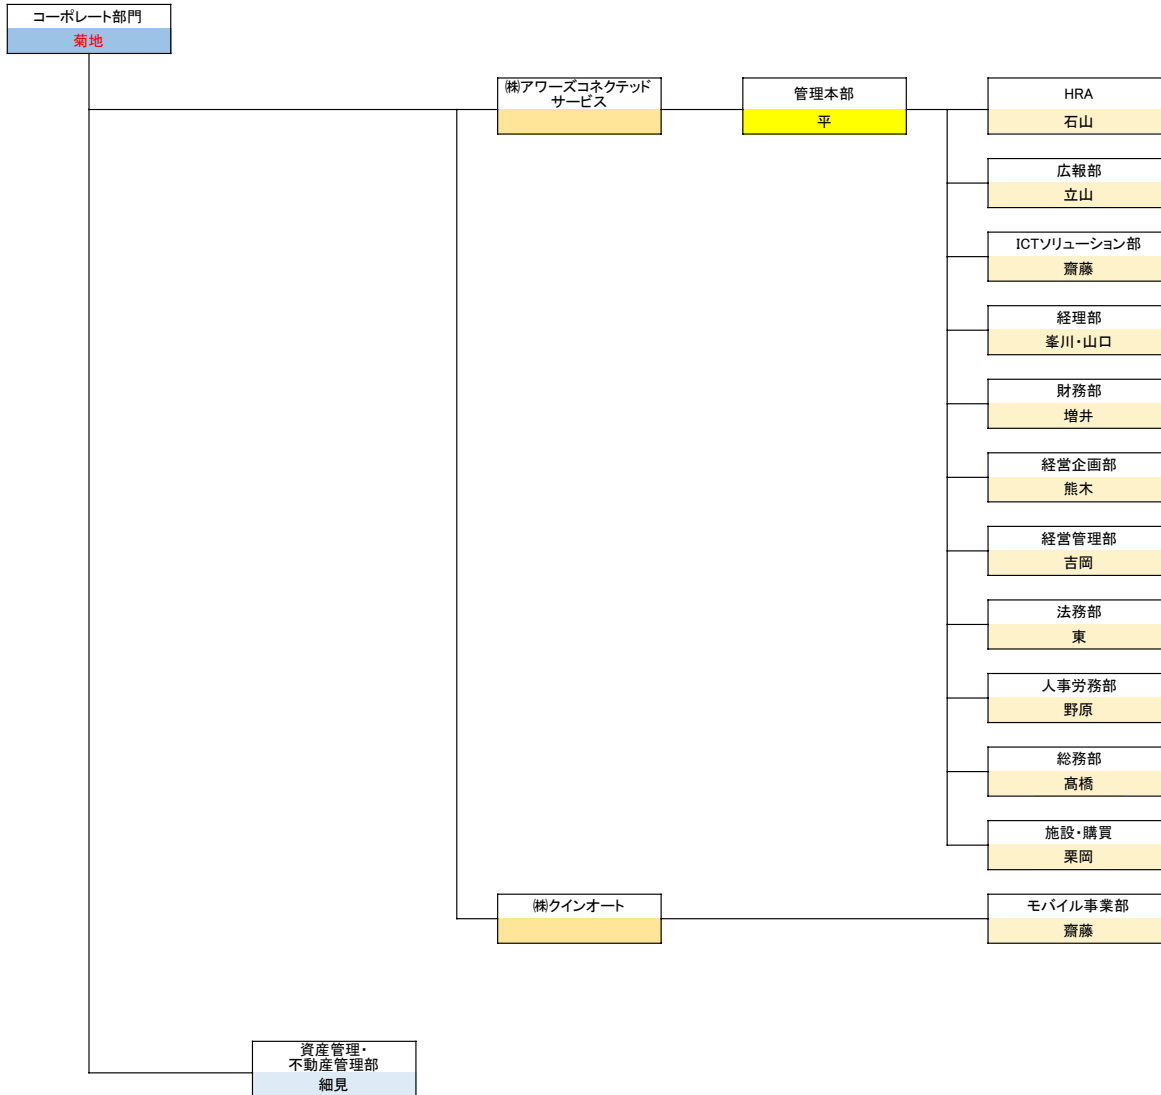 コーポレート部門
菊地
㈱アワーズコネクテッド
サービス
管理本部
平
HRA
石山
広報部
立山
ICTソリューション部
齋藤
経理部
峯川・山口
財務部
増井
経営企画部
熊木
経営管理部
吉岡
法務部
東
人事労務部
野原
総務部
髙橋
施設・購買
栗岡
㈱クインオート
モバイル事業部
齋藤
資産管理・
不動産管理部
細見